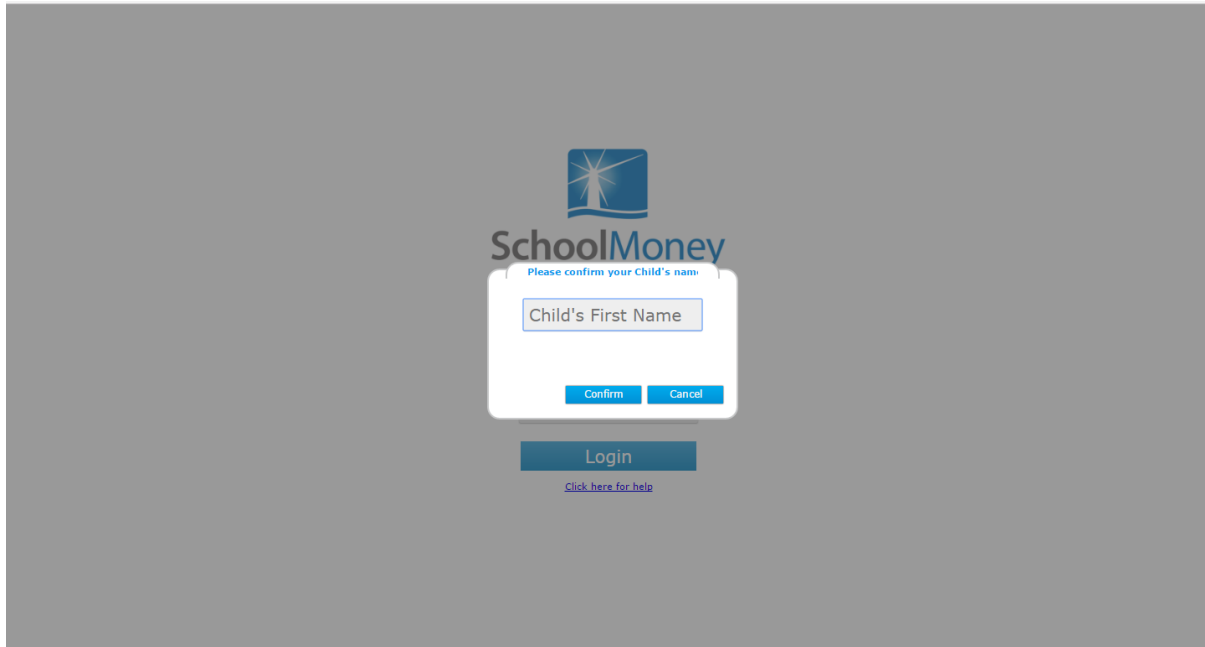 SchoolMoney
Please confirm your Child's nam
Child's First Name
Confirm Cancel
Login
Click here for help